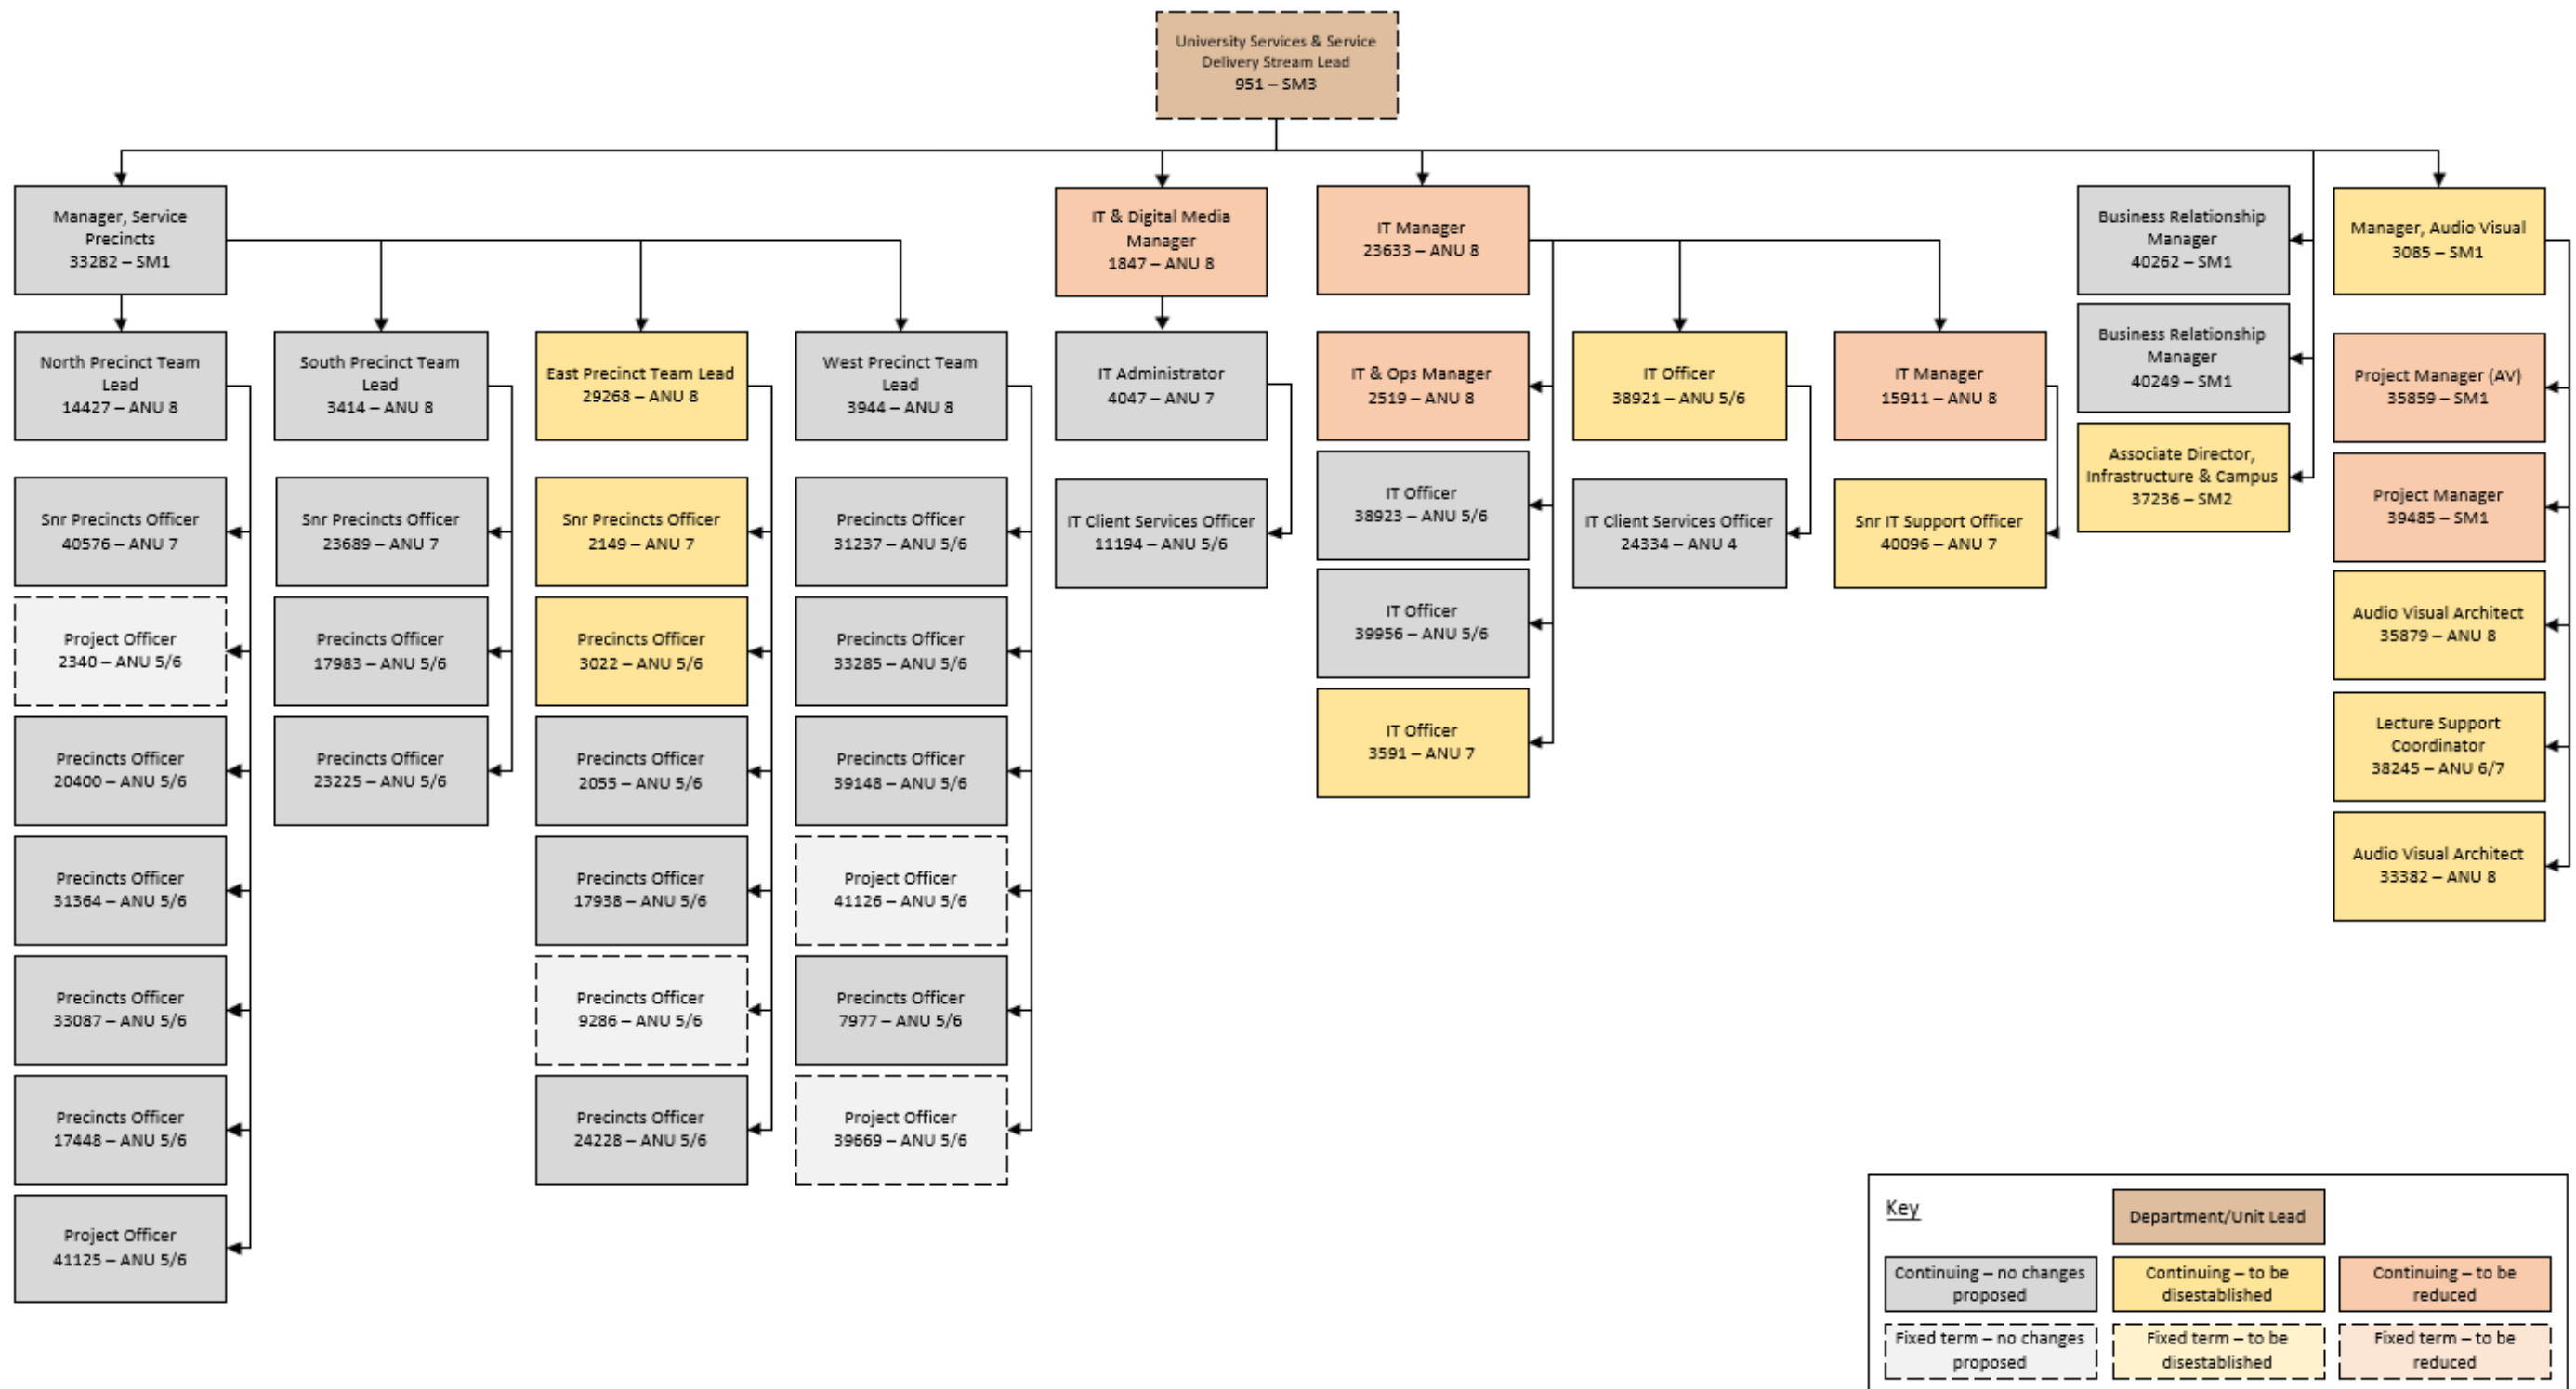 University Services & Service
Delivery Stream Lead
951 – SM3
Manager, Service
Precincts
33282 – SM1
IT & Digital Media
Manager
1847 – ANU 8
IT Manager
23633 – ANU 8
Business Relationship
Manager
40262 – SM1
Manager, Audio Visual
3085 – SM1
North Precinct Team
Lead
14427 – ANU 8
South Precinct Team
Lead
3414 – ANU 8
East Precinct Team Lead
29268 – ANU 8
West Precinct Team
Lead
3944 – ANU 8
IT Administrator
4047 – ANU 7
IT & Ops Manager
2519 – ANU 8
IT Officer
38921 – ANU 5/6
IT Manager
15911 – ANU 8
Business Relationship
Manager
40249 – SM1
Project Manager (AV)
35859 – SM1
Associate Director,
Infrastructure & Campus
37236 – SM2
Snr Precincts Officer
40576 – ANU 7
Snr Precincts Officer
23689 – ANU 7
Snr Precincts Officer
2149 – ANU 7
Precincts Officer
31237 – ANU 5/6
IT Client Services Officer
11194 – ANU 5/6
IT Officer
38923 – ANU 5/6
IT Client Services Officer
24334 – ANU 4
Snr IT Support Officer
40096 – ANU 7
Project Manager
39485 – SM1
Project Officer
2340 – ANU 5/6
Precincts Officer
17983 – ANU 5/6
Precincts Officer
3022 – ANU 5/6
Precincts Officer
33285 – ANU 5/6
IT Officer
39956 – ANU 5/6
Audio Visual Architect
35879 – ANU 8
Precincts Officer
20400 – ANU 5/6
Precincts Officer
23225 – ANU 5/6
Precincts Officer
2055 – ANU 5/6
Precincts Officer
39148 – ANU 5/6
IT Officer
3591 – ANU 7
Lecture Support
Coordinator
38245 – ANU 6/7
Precincts Officer
31364 – ANU 5/6
Precincts Officer
17938 – ANU 5/6
Project Officer
41126 – ANU 5/6
Audio Visual Architect
33382 – ANU 8
Precincts Officer
33087 – ANU 5/6
Precincts Officer
9286 – ANU 5/6
Precincts Officer
7977 – ANU 5/6
Precincts Officer
17448 – ANU 5/6
Precincts Officer
24228 – ANU 5/6
Project Officer
39669 – ANU 5/6
Project Officer
41125 – ANU 5/6
Key
Department/Unit Lead
Continuing – no changes
proposed
Continuing – to be
disestablished
Continuing – to be
reduced
Fixed term – no changes
proposed
Fixed term – to be
disestablished
Fixed term – to be
reduced